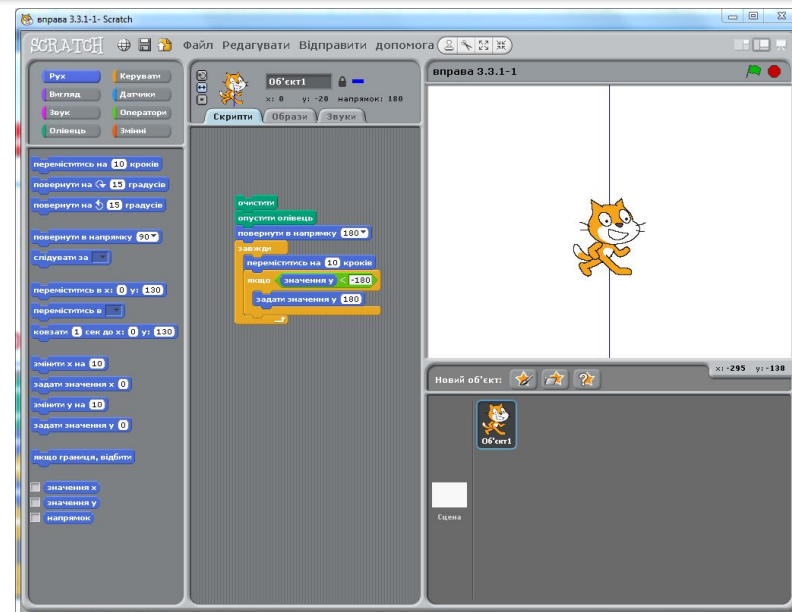 вправа 3.3.1-1- Scratch
SCRATCH Файл Редагувати Відправити допомога
Рух Керувати
Вигляд Датчики
Звук Оператори
Олівець Змінні
переміститись на 10 кроків
повернути на 15 градусів
повернути на 15 градусів
повернути в напрямку 90
слідувати за
переміститись в x: 0 y: 130
переміститись в
ковзати 1 сек до x: 0 y: 130
змінити x на 10
задати значення x 0
змінити y на 10
задати значення y 0
якщо границя, відбити
значення x
значення y
напрямок
Об'єкт1
x: 0 y: -20 напрямок: 180
Скрипти Образи Звуки
очистити
опустити олівець
повернути в напрямку 180
завжди
переміститись на 10 кроків
якщо значення y < -180
задати значення y 180
вправа 3.3.1-1
x: -295 y: -138
Новий об'єкт:
Об'єкт1
Сцена